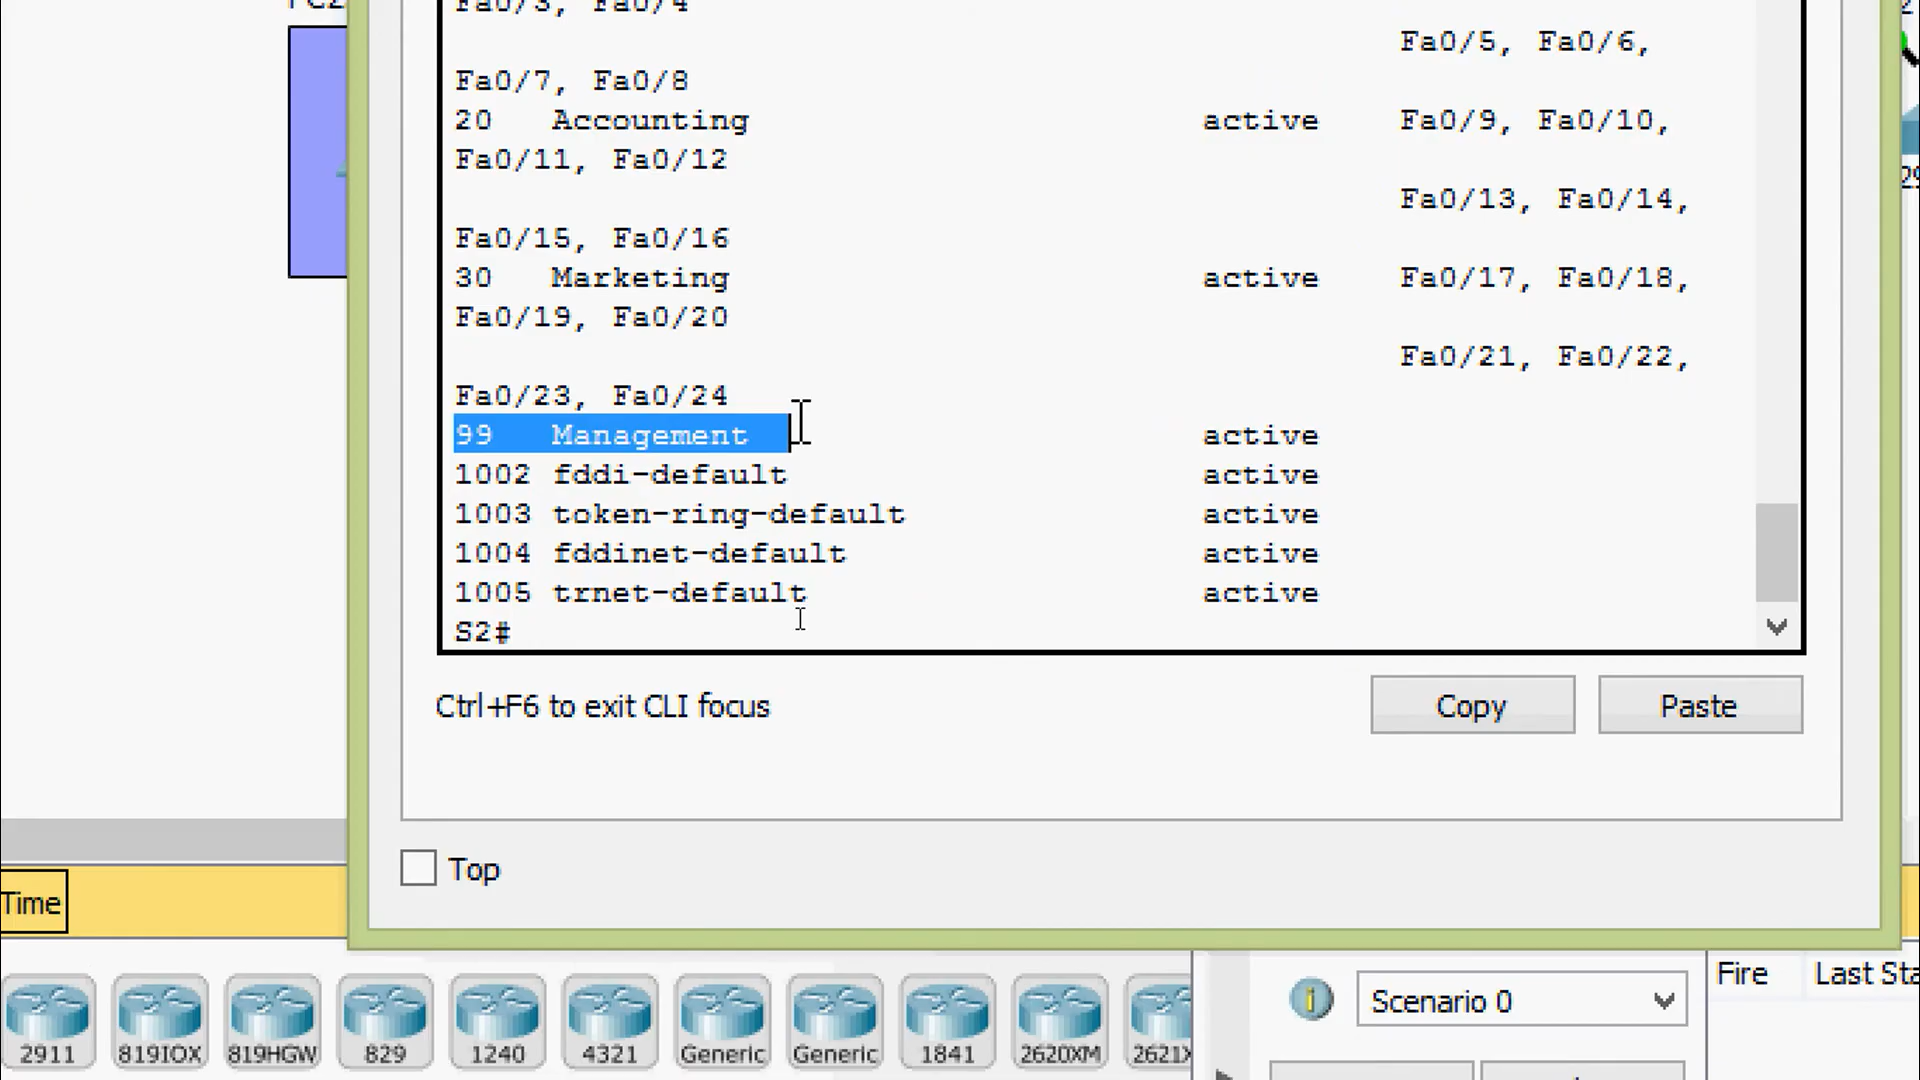 Fa0/3, Fa0/4
Fa0/5, Fa0/6,
Fa0/7, Fa0/8
20 Accounting active Fa0/9, Fa0/10,
Fa0/11, Fa0/12
Fa0/13, Fa0/14,
Fa0/15, Fa0/16
30 Marketing active Fa0/17, Fa0/18,
Fa0/19, Fa0/20
Fa0/21, Fa0/22,
Fa0/23, Fa0/24
99 Management active
1002 fddi-default active
1003 token-ring-default active
1004 fddinet-default active
1005 trnet-default active
S2#
Ctrl+F6 to exit CLI focus
Copy
Paste
Top
Time
2911
819IOX
819HGW
829
1240
4321
Generic
Generic
1841
2620XM
2621X
Scenario 0
Fire
Last Sta